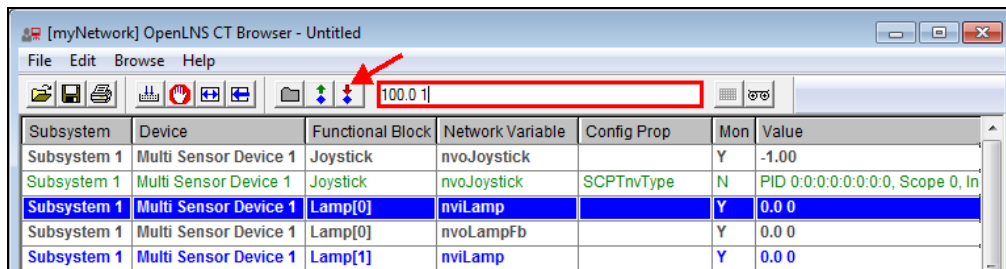 [myNetwork] OpenLNS CT Browser - Untitled
File Edit Browse Help
100.0 1
Subsystem Device Functional Block Network Variable Config Prop Mon Value
Subsystem 1 Multi Sensor Device 1 Joystick nvoJoystick Y -1.00
Subsystem 1 Multi Sensor Device 1 Joystick nvoJoystick SCPTnvType N PID 0:0:0:0:0:0:0:0, Scope 0, In
Subsystem 1 Multi Sensor Device 1 Lamp[0] nviLamp Y 0.0 0
Subsystem 1 Multi Sensor Device 1 Lamp[0] nvoLampFb Y 0.0 0
Subsystem 1 Multi Sensor Device 1 Lamp[1] nviLamp Y 0.0 0